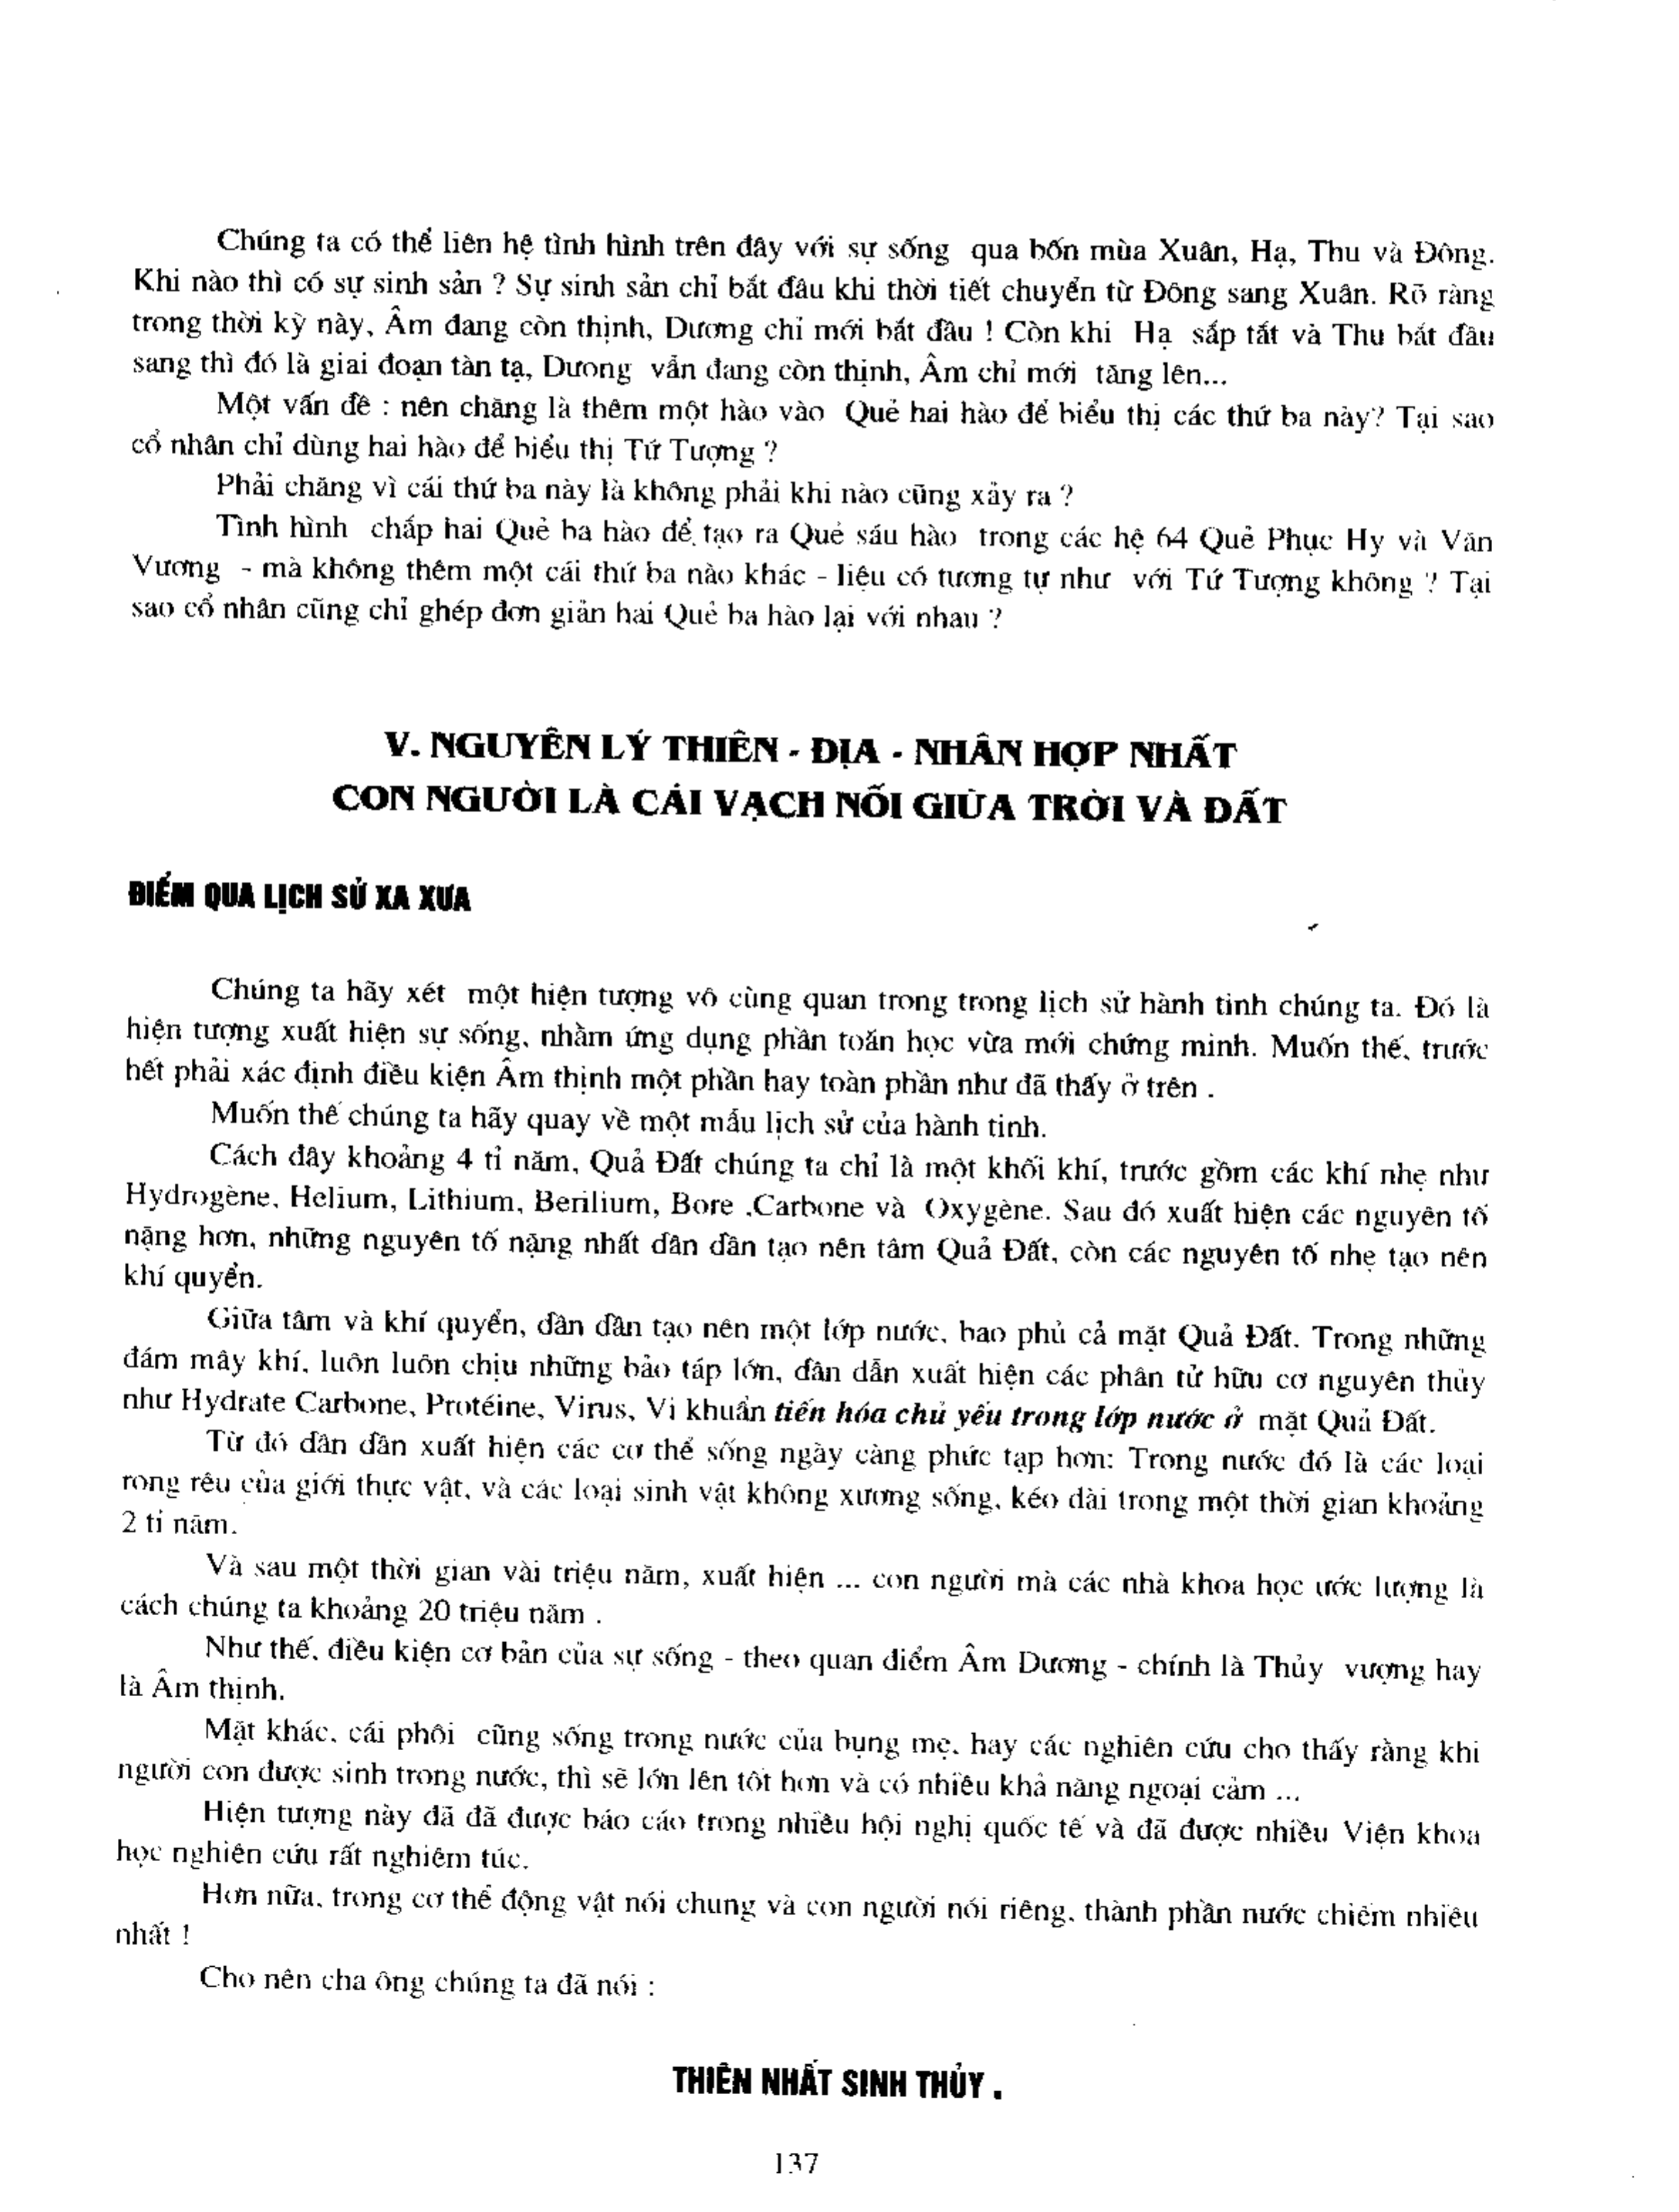 Chúng ta có thể liên hệ tình hình trên đây với sự sống qua bốn mùa Xuân, Hạ, Thu và Đông.
Khi nào thì có sự sinh sản ? Sự sinh sản chỉ bắt đầu khi thời tiết chuyển từ Đông sang Xuân. Rõ ràng
trong thời kỳ này, Âm đang còn thịnh, Dương chỉ mới bắt đầu ! Còn khi Hạ sắp tắt và Thu bắt đầu
sang thì đó là giai đoạn tàn tạ, Dương vẫn đang còn thịnh, Âm chỉ mới tăng lên...
Một vấn đề : nên chăng là thêm một hào vào Quẻ hai hào để biểu thị các thứ ba này? Tại sao
cổ nhân chỉ dùng hai hào để biểu thị Tứ Tượng ?
Phải chăng vì cái thứ ba này là không phải khi nào cũng xảy ra ?
Tình hình chấp hai Quẻ ba hào để tạo ra Quẻ sáu hào trong các hệ 64 Quẻ Phục Hy và Văn
Vương - mà không thêm một cái thứ ba nào khác - liệu có tương tự như với Tứ Tượng không ? Tại
sao cổ nhân cũng chỉ ghép đơn giản hai Quẻ ba hào lại với nhau ?
V. NGUYÊN LÝ THIÊN - ĐỊA - NHÂN HỢP NHẤT
CON NGƯỜI LÀ CÁI VẠCH NỐI GIỮA TRỜI VÀ ĐẤT
ĐIỂM QUA LỊCH SỬ XA XƯA
Chúng ta hãy xét một hiện tượng vô cùng quan trong trong lịch sử hành tinh chúng ta. Đó là
hiện tượng xuất hiện sự sống, nhằm ứng dụng phần toăn học vừa mới chứng minh. Muốn thế, trước
hết phải xác định điều kiện Âm thịnh một phần hay toàn phần như đã thấy ở trên .
Muốn thế chúng ta hãy quay về một mẩu lịch sử của hành tinh.
Cách đây khoảng 4 tỉ năm, Quả Đất chúng ta chỉ là một khối khí, trước gồm các khí nhẹ như
Hydrogène, Helium, Lithium, Berilium, Bore ,Carbone và Oxygène. Sau đó xuất hiện các nguyên tố
nặng hơn, những nguyên tố nặng nhất dần dần tạo nên tâm Quả Đất, còn các nguyên tố nhẹ tạo nên
khí quyển.
Giữa tâm và khí quyển, dần dần tạo nên một lớp nước, bao phủ cả mặt Quả Đất. Trong những
đám mây khí, luôn luôn chịu những bảo táp lớn, dần dẫn xuất hiện các phân tử hữu cơ nguyên thủy
như Hydrate Carbone, Protéine, Virus, Vi khuẩn tiến hóa chủ yếu trong lớp nước ở mặt Quả Đất.
Từ đó dần dần xuất hiện các cơ thể sống ngày càng phức tạp hơn: Trong nước đó là các loại
rong rêu của giới thực vật, và các loại sinh vật không xương sống, kéo dài trong một thời gian khoảng
2 tỉ năm.
Và sau một thời gian vài triệu năm, xuất hiện ... con người mà các nhà khoa học ước lượng là
cách chúng ta khoảng 20 triệu năm .
Như thế, điều kiện cơ bản của sự sống - theo quan điểm Âm Dương - chính là Thủy vượng hay
là Âm thịnh.
Mặt khác, cái phôi cũng sống trong nước của bụng mẹ, hay các nghiên cứu cho thấy rằng khi
người con được sinh trong nước, thì sẽ lớn lên tốt hơn và có nhiều khả năng ngoại cảm ...
Hiện tượng này đã đã được báo cáo trong nhiều hội nghị quốc tế và đã được nhiều Viện khoa
học nghiên cứu rất nghiêm túc.
Hơn nữa, trong cơ thể động vật nói chung và con người nói riêng, thành phần nước chiếm nhiều
nhất !
Cho nên cha ông chúng ta đã nói :
THIÊN NHẤT SINH THỦY .
137